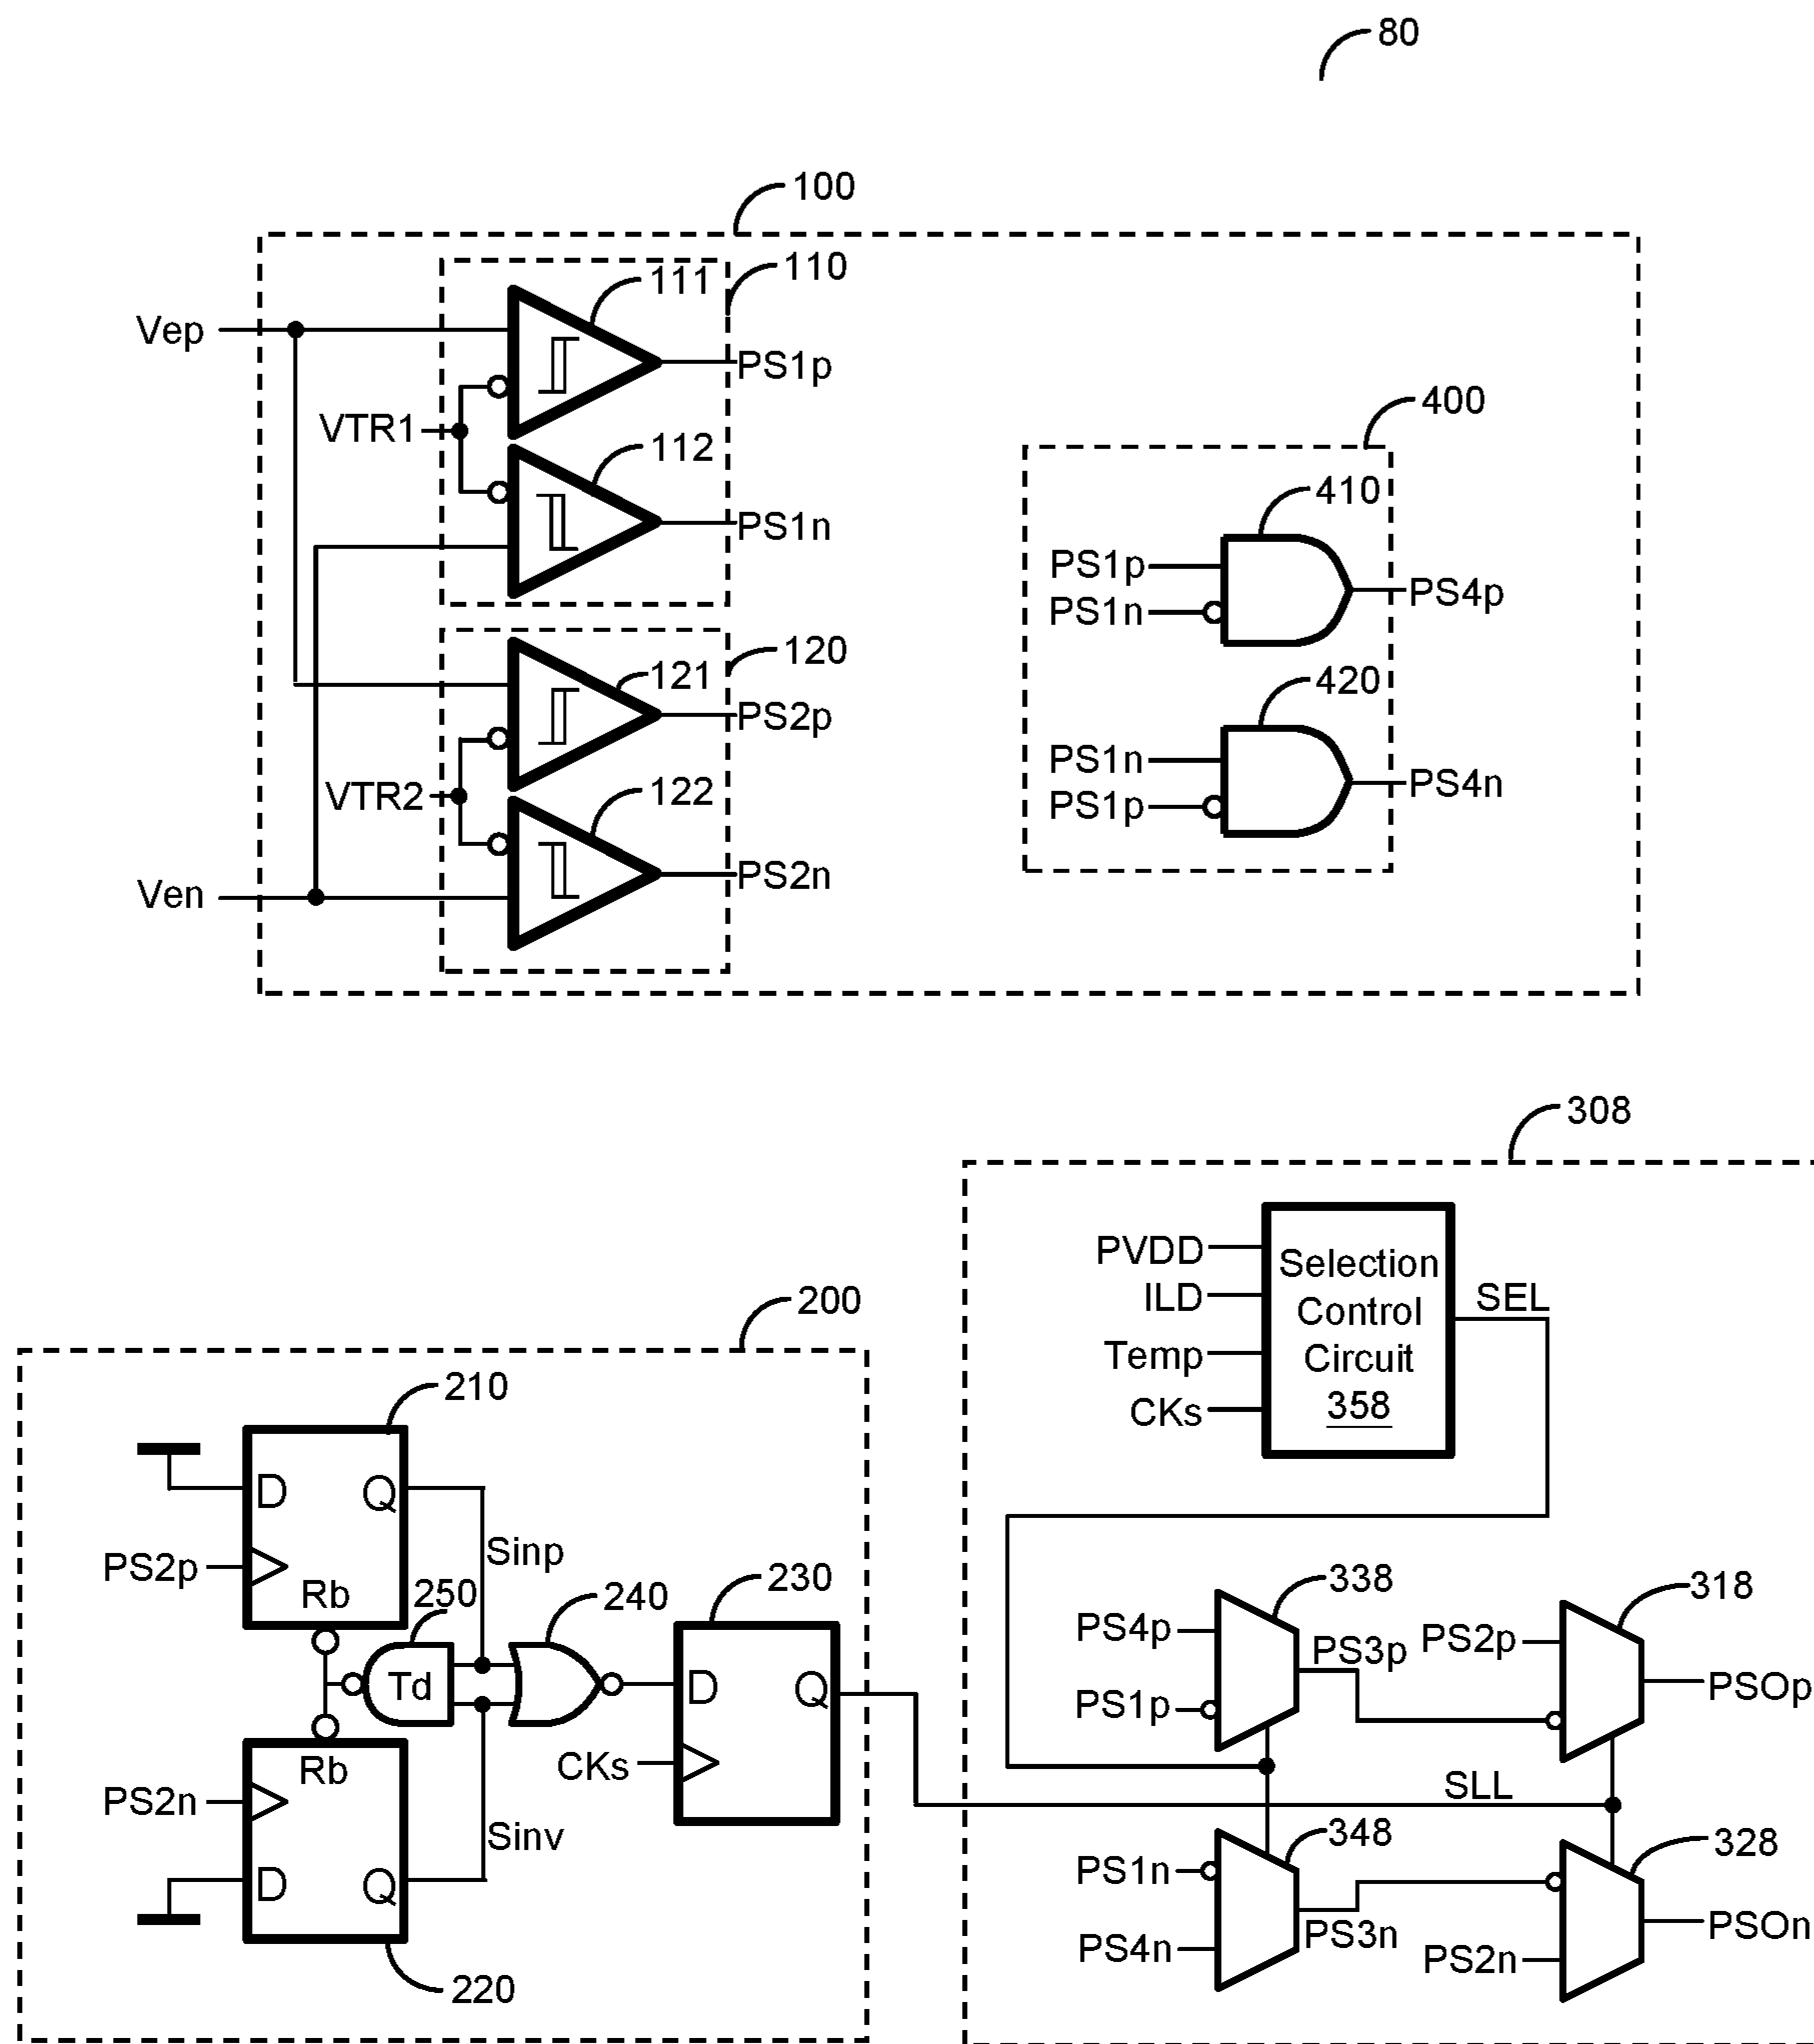 80
100
110
111
Vep
PS1p
VTR1
112
PS1n
400
410
PS1p
PS1n
PS4p
120
121
PS2p
420
PS1n
PS1p
PS4n
VTR2
122
PS2n
Ven
308
PVDD
ILD
Temp
CKs
Selection
Control
Circuit
358
SEL
200
210
D
Q
PS2p
Rb
Sinp
250
240
230
Td
D
Q
CKs
PS2n
Rb
Sinv
D
Q
220
338
PS4p
PS1p
PS3p
318
PS2p
PSOp
SLL
348
PS1n
PS4n
PS3n
328
PS2n
PSOn